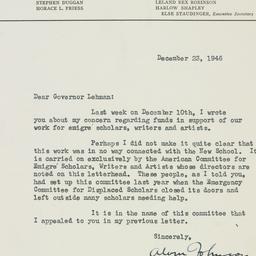 STEPHEN DUGGAN
HORACE L. FRIESS
LELAND REX ROBINSON
HARLOW SHAPLEY
ELSE STAUDINGER, Executive Secretary
December 23, 1946
Dear Governor Lehman:
Last week on December 10th, I wrote
you about my concern regarding funds in support of our
work for emigre scholars, writers and artists.
Perhaps I did not make it quite clear that
this work was in no way connected with the New School. It
is carried on exclusively by the American Committee for
Emigre Scholars, Writers and Artists whose directors are
noted on this letterhead. These people, as I told you,
had set up this committee last year when the Emergency
Committee for Displaced Scholars closed its doors and
left outside many scholars needing help.
It is in the name of this committee that
I appealed to you in my previous letter.
Sincerely,
Alvin Johnson